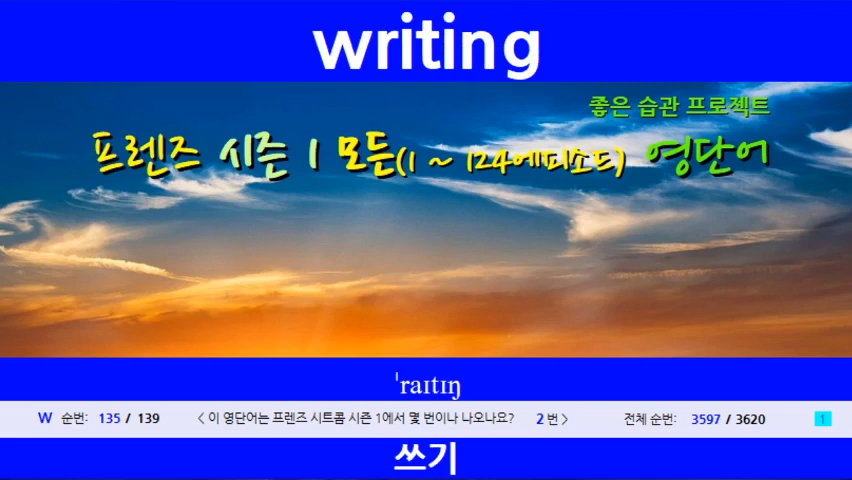 writing
좋은 습관 프로젝트
프렌즈 시즌 1 모든(1 ~ 124에피소드) 영단어
ˈraɪtɪŋ
W 순번: 135 / 139 < 이 영단어는 프렌즈 시트콤 시즌 1에서 몇 번이나 나오나요? 2 번 > 전체 순번: 3597 / 3620 1
쓰기